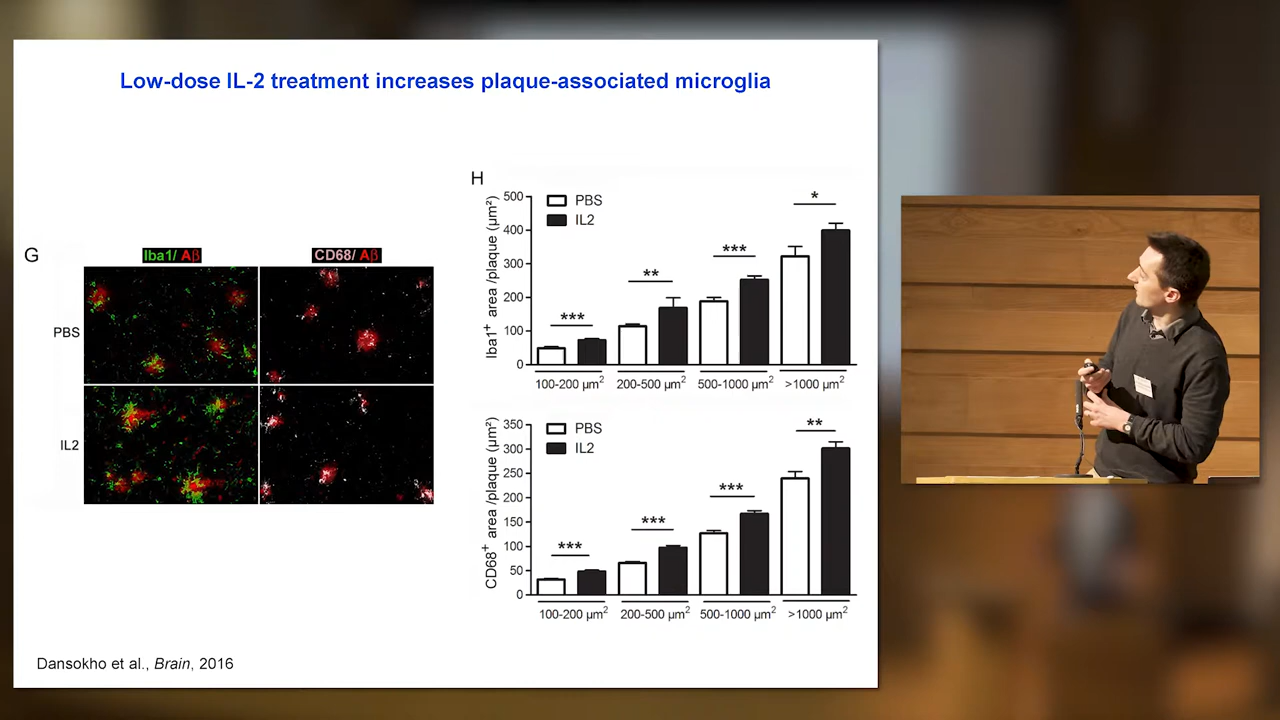 Low-dose IL-2 treatment increases plaque-associated microglia
G
Iba1/ Aβ
CD68/ Aβ
PBS
IL2
H
Iba1⁺ area /plaque (µm²)
500
400
300
200
100
0
PBS
IL2
***
**
***
*
100-200 µm²
200-500 µm²
500-1000 µm²
>1000 µm²
CD68⁺ area /plaque (µm²)
350
300
250
200
150
100
50
0
PBS
IL2
***
***
***
**
100-200 µm²
200-500 µm²
500-1000 µm²
>1000 µm²
Dansokho et al., Brain, 2016